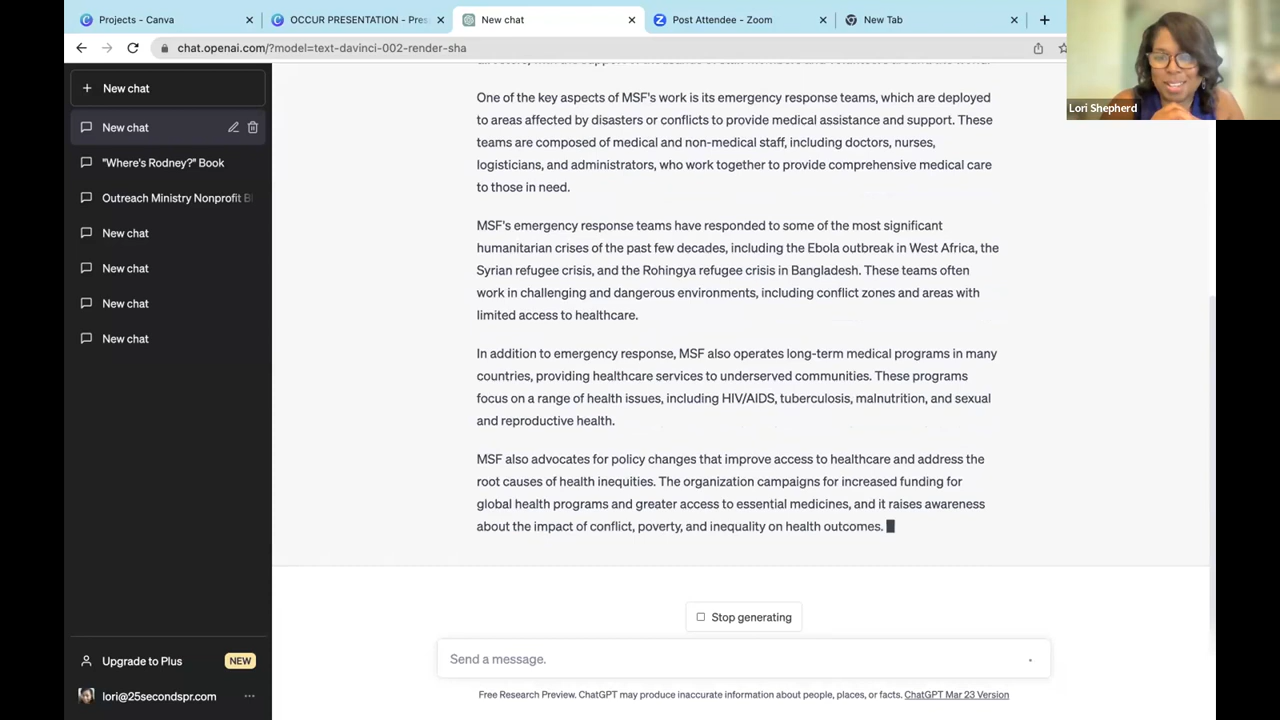 Projects - Canva
OCCUR PRESENTATION - Pres
New chat
Post Attendee - Zoom
New Tab
chat.openai.com/?model=text-davinci-002-render-sha
Lori Shepherd
New chat
New chat
"Where's Rodney?" Book
Outreach Ministry Nonprofit B
New chat
New chat
New chat
New chat
One of the key aspects of MSF's work is its emergency response teams, which are deployed
to areas affected by disasters or conflicts to provide medical assistance and support. These
teams are composed of medical and non-medical staff, including doctors, nurses,
logisticians, and administrators, who work together to provide comprehensive medical care
to those in need.
MSF's emergency response teams have responded to some of the most significant
humanitarian crises of the past few decades, including the Ebola outbreak in West Africa, the
Syrian refugee crisis, and the Rohingya refugee crisis in Bangladesh. These teams often
work in challenging and dangerous environments, including conflict zones and areas with
limited access to healthcare.
In addition to emergency response, MSF also operates long-term medical programs in many
countries, providing healthcare services to underserved communities. These programs
focus on a range of health issues, including HIV/AIDS, tuberculosis, malnutrition, and sexual
and reproductive health.
MSF also advocates for policy changes that improve access to healthcare and address the
root causes of health inequities. The organization campaigns for increased funding for
global health programs and greater access to essential medicines, and it raises awareness
about the impact of conflict, poverty, and inequality on health outcomes.
Stop generating
Send a message.
Free Research Preview. ChatGPT may produce inaccurate information about people, places, or facts. ChatGPT Mar 23 Version
Upgrade to Plus
NEW
lori@25secondspr.com